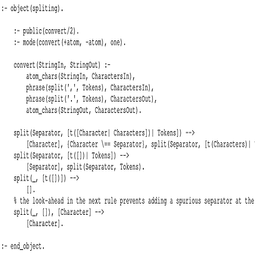 :- object(spliting).
:- public(convert/2).
:- mode(convert(+atom, -atom), one).
convert(StringIn, StringOut) :-
atom_chars(StringIn, CharactersIn),
phrase(split(',', Tokens), CharactersIn),
phrase(split('.', Tokens), CharactersOut),
atom_chars(StringOut, CharactersOut).
split(Separator, [t([Character| Characters])| Tokens]) -->
[Character], {Character \== Separator}, split(Separator, [t(Characters)|
split(Separator, [t([])| Tokens]) -->
[Separator], split(Separator, Tokens).
split(_, [t([])]) -->
[].
% the look-ahead in the next rule prevents adding a spurious separator at the
split(_, []), [Character] -->
[Character].
:- end_object.